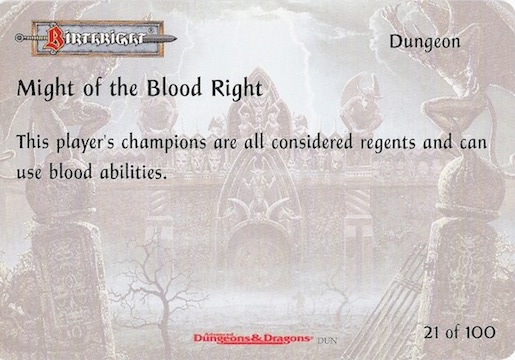 BIRTHRIGHT
Dungeon
Might of the Blood Right
This player's champions are all considered regents and can
use blood abilities.
Advanced
Dungeons & Dragons
DUN
21 of 100